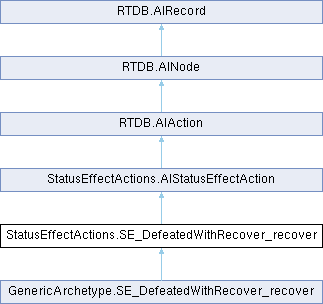 RTDB.AIRecord
RTDB.AINode
RTDB.AIAction
StatusEffectActions.AIStatusEffectAction
StatusEffectActions.SE_DefeatedWithRecover_recover
GenericArchetype.SE_DefeatedWithRecover_recover